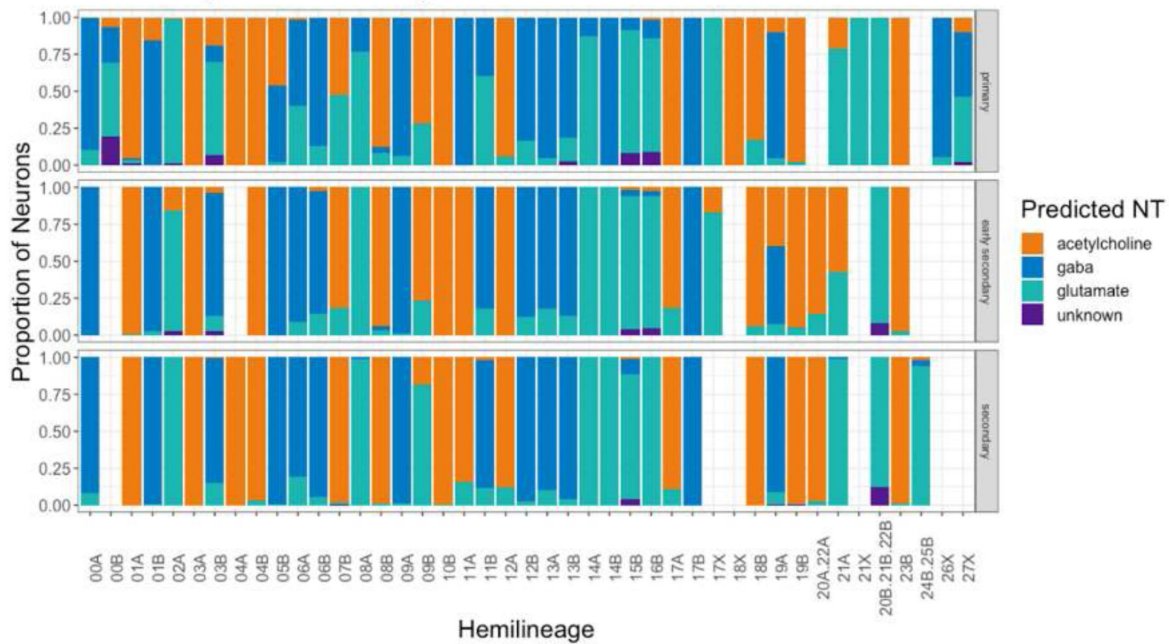 Proportion of Neurons
1.00
0.75
0.50
0.25
0.00
primary
1.00
0.75
0.50
0.25
0.00
early secondary
1.00
0.75
0.50
0.25
0.00
secondary
00A
00B
01A
01B
02A
03A
03B
04A
04B
05B
06A
06B
07B
08A
08B
09A
09B
10B
11A
11B
12A
12B
13A
13B
14A
14B
15B
16B
17A
17B
17X
18X
18B
19A
19B
20A.22A
21A
21X
20B.21B.22B
23B
24B.25B
26X
27X
Hemilineage
Predicted NT
acetylcholine
gaba
glutamate
unknown